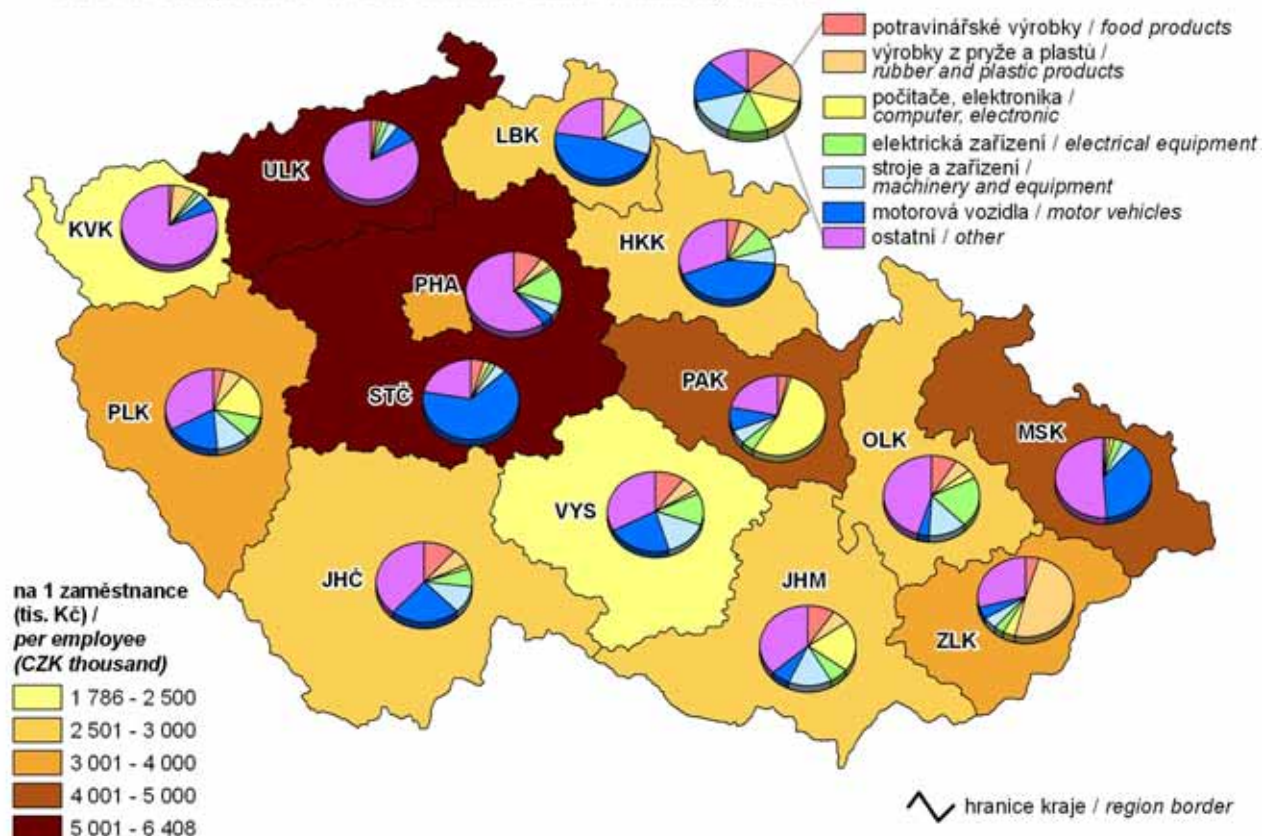 potravinářské výrobky / food products
výrobky z pryže a plastů /
rubber and plastic products
počítače, elektronika /
computer, electronic
elektrická zařízení / electrical equipment
stroje a zařízení /
machinery and equipment
motorová vozidla / motor vehicles
ostatní / other
LBK
ULK
KVK
HKK
PHA
PAK
STČ
PLK
OLK
MSK
VYS
JHČ
JHM
ZLK
na 1 zaměstnance
(tis. Kč) /
per employee
(CZK thousand)
1 786 - 2 500
2 501 - 3 000
3 001 - 4 000
4 001 - 5 000
5 001 - 6 408
hranice kraje / region border